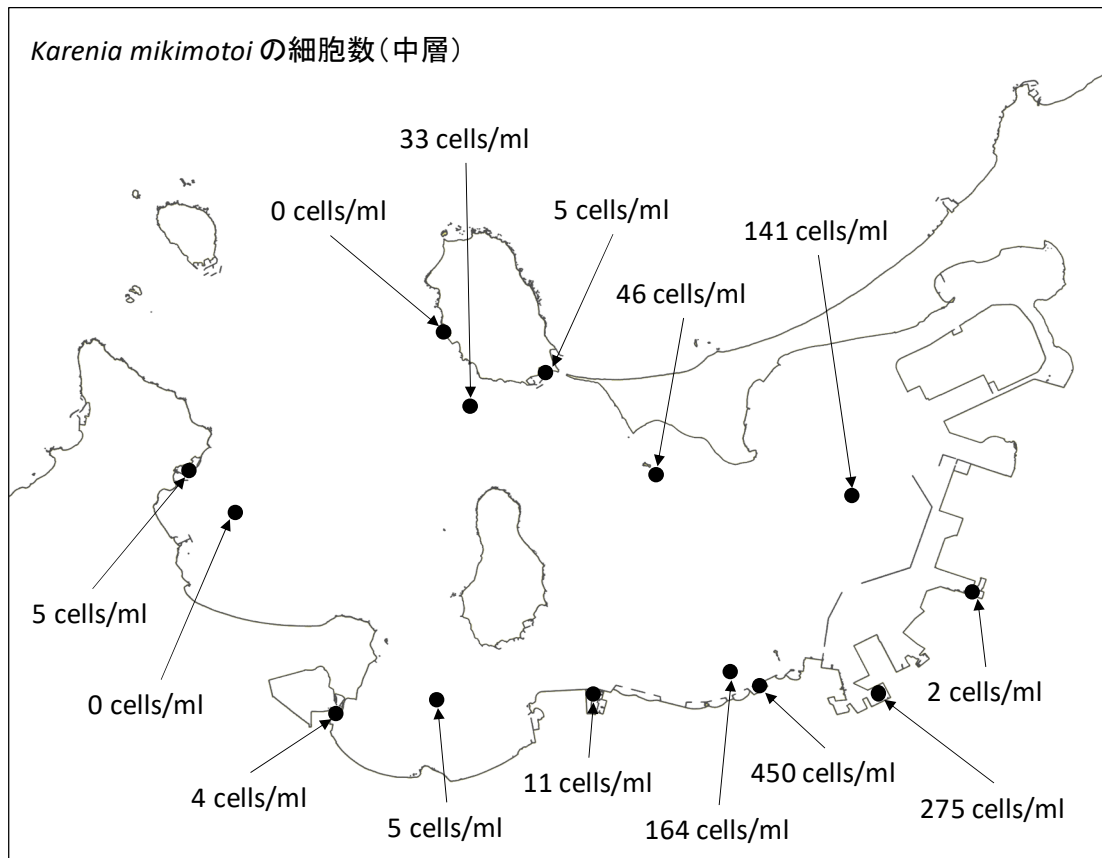 Karenia mikimotoi の細胞数(中層)
33 cells/ml
0 cells/ml
5 cells/ml
141 cells/ml
46 cells/ml
5 cells/ml
0 cells/ml
4 cells/ml
5 cells/ml
11 cells/ml
164 cells/ml
450 cells/ml
275 cells/ml
2 cells/ml